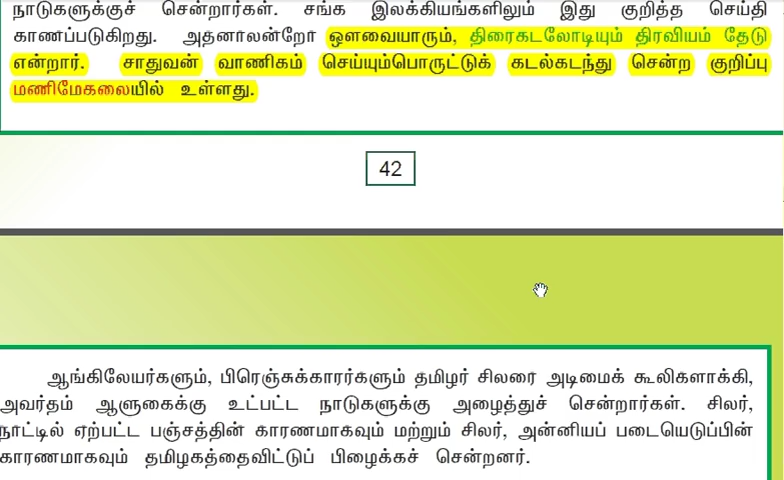 நாடுகளுக்குச் சென்றார்கள். சங்க இலக்கியங்களிலும் இது குறித்த செய்தி
காணப்படுகிறது. அதனாலன்றோ ஔவையாரும், திரைகடலோடியும் திரவியம் தேடு
என்றார். சாதுவன் வாணிகம் செய்யும்பொருட்டுக் கடல்கடந்து சென்ற குறிப்பு
மணிமேகலையில் உள்ளது.
42
ஆங்கிலேயர்களும், பிரெஞ்சுக்காரர்களும் தமிழர் சிலரை அடிமைக் கூலிகளாக்கி,
அவர்தம் ஆளுகைக்கு உட்பட்ட நாடுகளுக்கு அழைத்துச் சென்றார்கள். சிலர்,
நாட்டில் ஏற்பட்ட பஞ்சத்தின் காரணமாகவும் மற்றும் சிலர், அன்னியப் படையெடுப்பின்
காரணமாகவும் தமிழகத்தைவிட்டுப் பிழைக்கச் சென்றனர்.